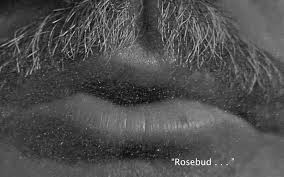 "Rosebud . . . "